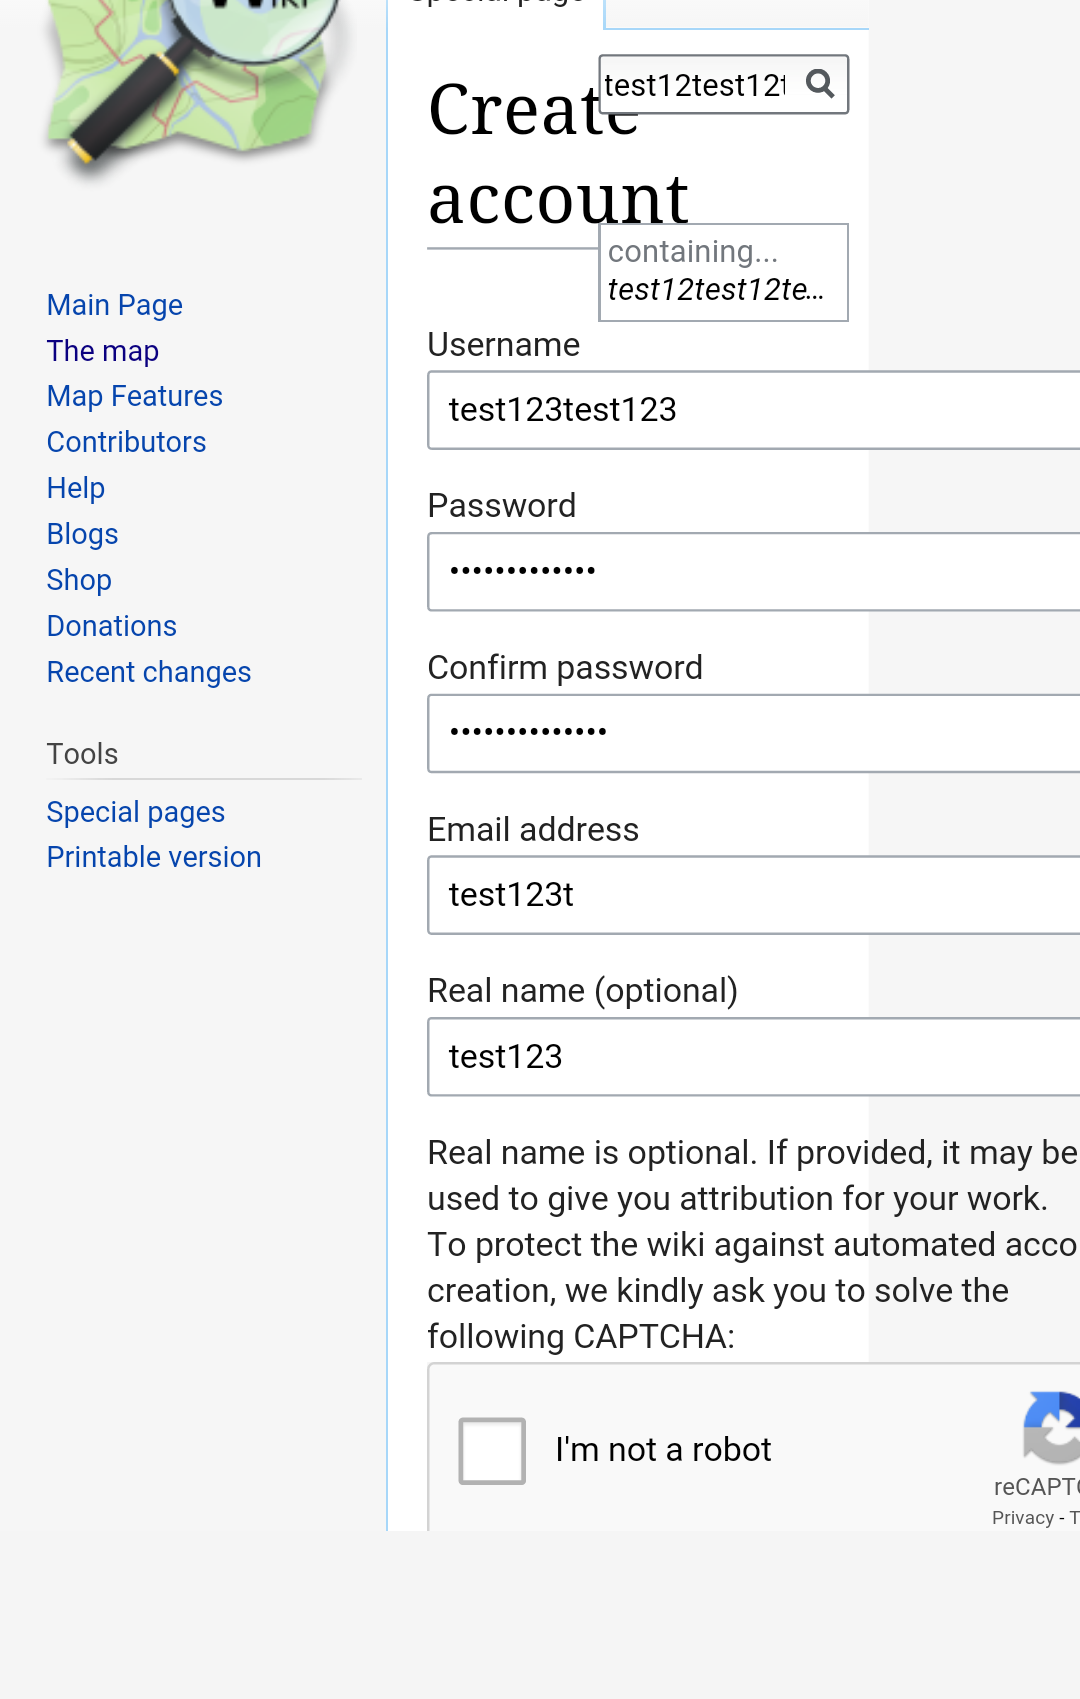 Create
account
test12test12t
containing...
test12test12te...
Main Page
The map
Map Features
Contributors
Help
Blogs
Shop
Donations
Recent changes
Tools
Special pages
Printable version
Username
test123test123
Password
•••••••••••••
Confirm password
••••••••••••••
Email address
test123t
Real name (optional)
test123
Real name is optional. If provided, it may be
used to give you attribution for your work.
To protect the wiki against automated acco
creation, we kindly ask you to solve the
following CAPTCHA:
I'm not a robot
reCAPTC
Privacy - T